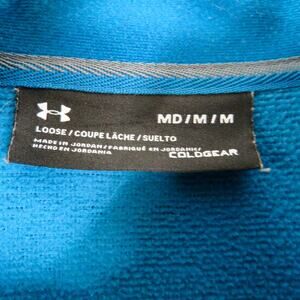 MD/M/M
LOOSE / COUPE LÂCHE / SUELTO
MADE IN JORDAN / FABRIQUÉ EN JORDANIE/
HECHO EN JORDANIA
COLDGEAR